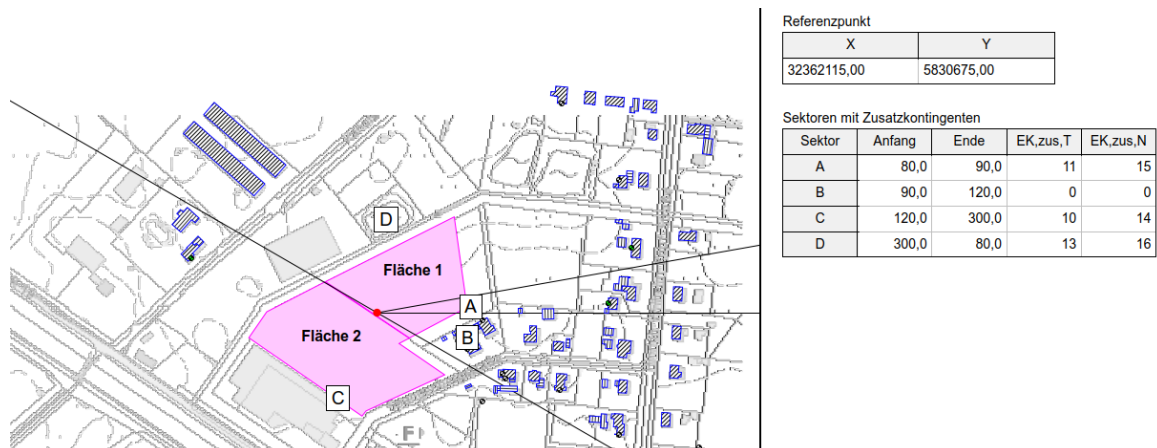 Referenzpunkt
X Y
32362115,00 5830675,00
Sektoren mit Zusatzkontingenten
Sektor Anfang Ende EK,zus,T EK,zus,N
A 80,0 90,0 11 15
B 90,0 120,0 0 0
C 120,0 300,0 10 14
D 300,0 80,0 13 16
D
Fläche 1
A
Fläche 2
B
C
F